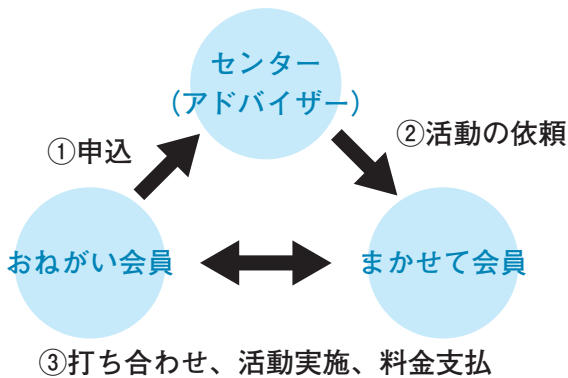 センター
(アドバイザー)
①申込
②活動の依頼
おねがい会員
まかせて会員
③打ち合わせ、活動実施、料金支払